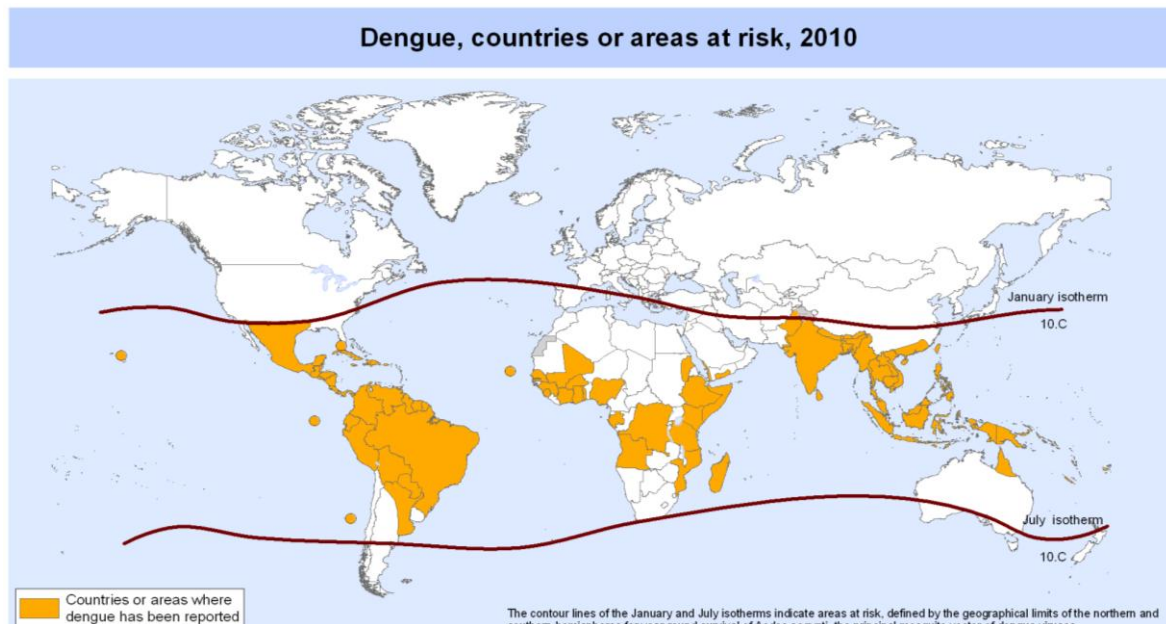 Dengue, countries or areas at risk, 2010
January isotherm
10.C
July isotherm
10.C
Countries or areas where
dengue has been reported
The contour lines of the January and July isotherms indicate areas at risk, defined by the geographical limits of the northern and